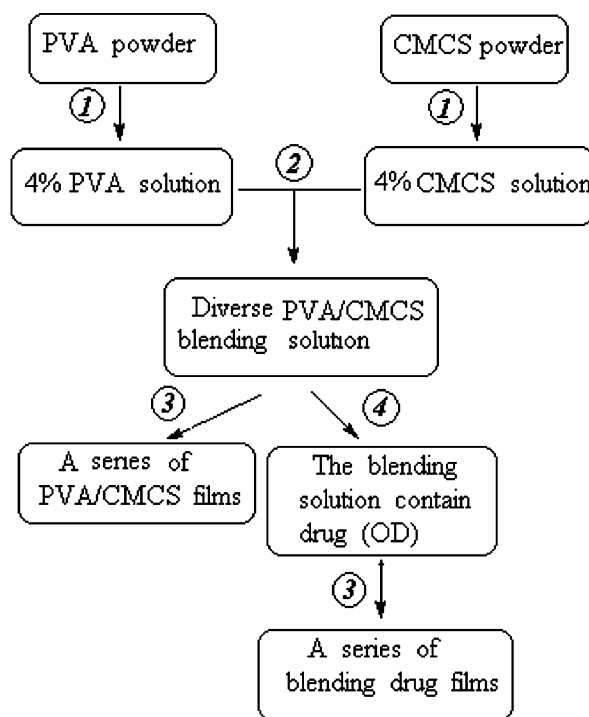 PVA powder
CMCS powder
1
1
4% PVA solution
2
4% CMCS solution
Diverse PVA/CMCS
blending solution
3
4
A series of
PVA/CMCS films
The blending
solution contain
drug (OD)
3
A series of
blending drug films